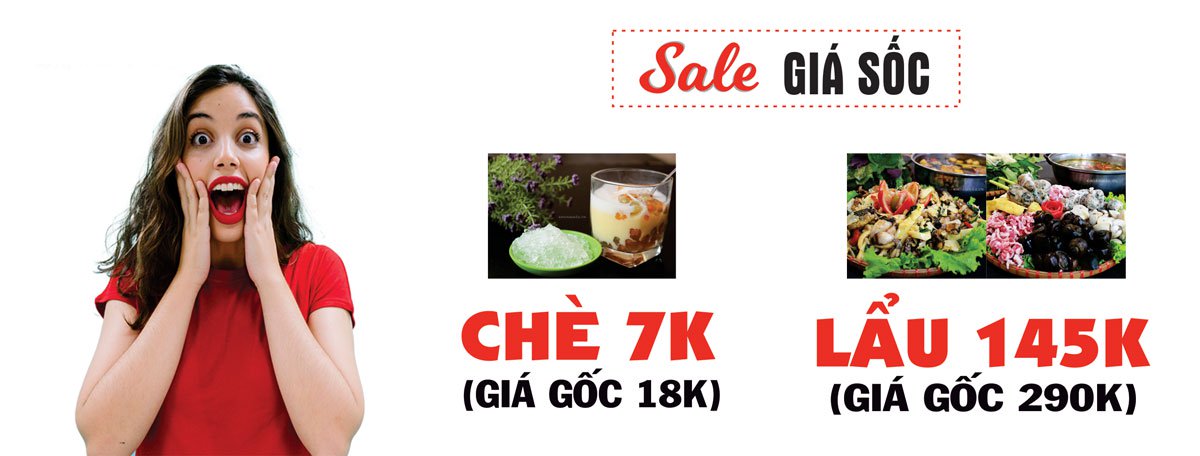 Sale GIÁ SỐC
CHÈ 7K
(GIÁ GỐC 18K)
LẨU 145K
(GIÁ GỐC 290K)